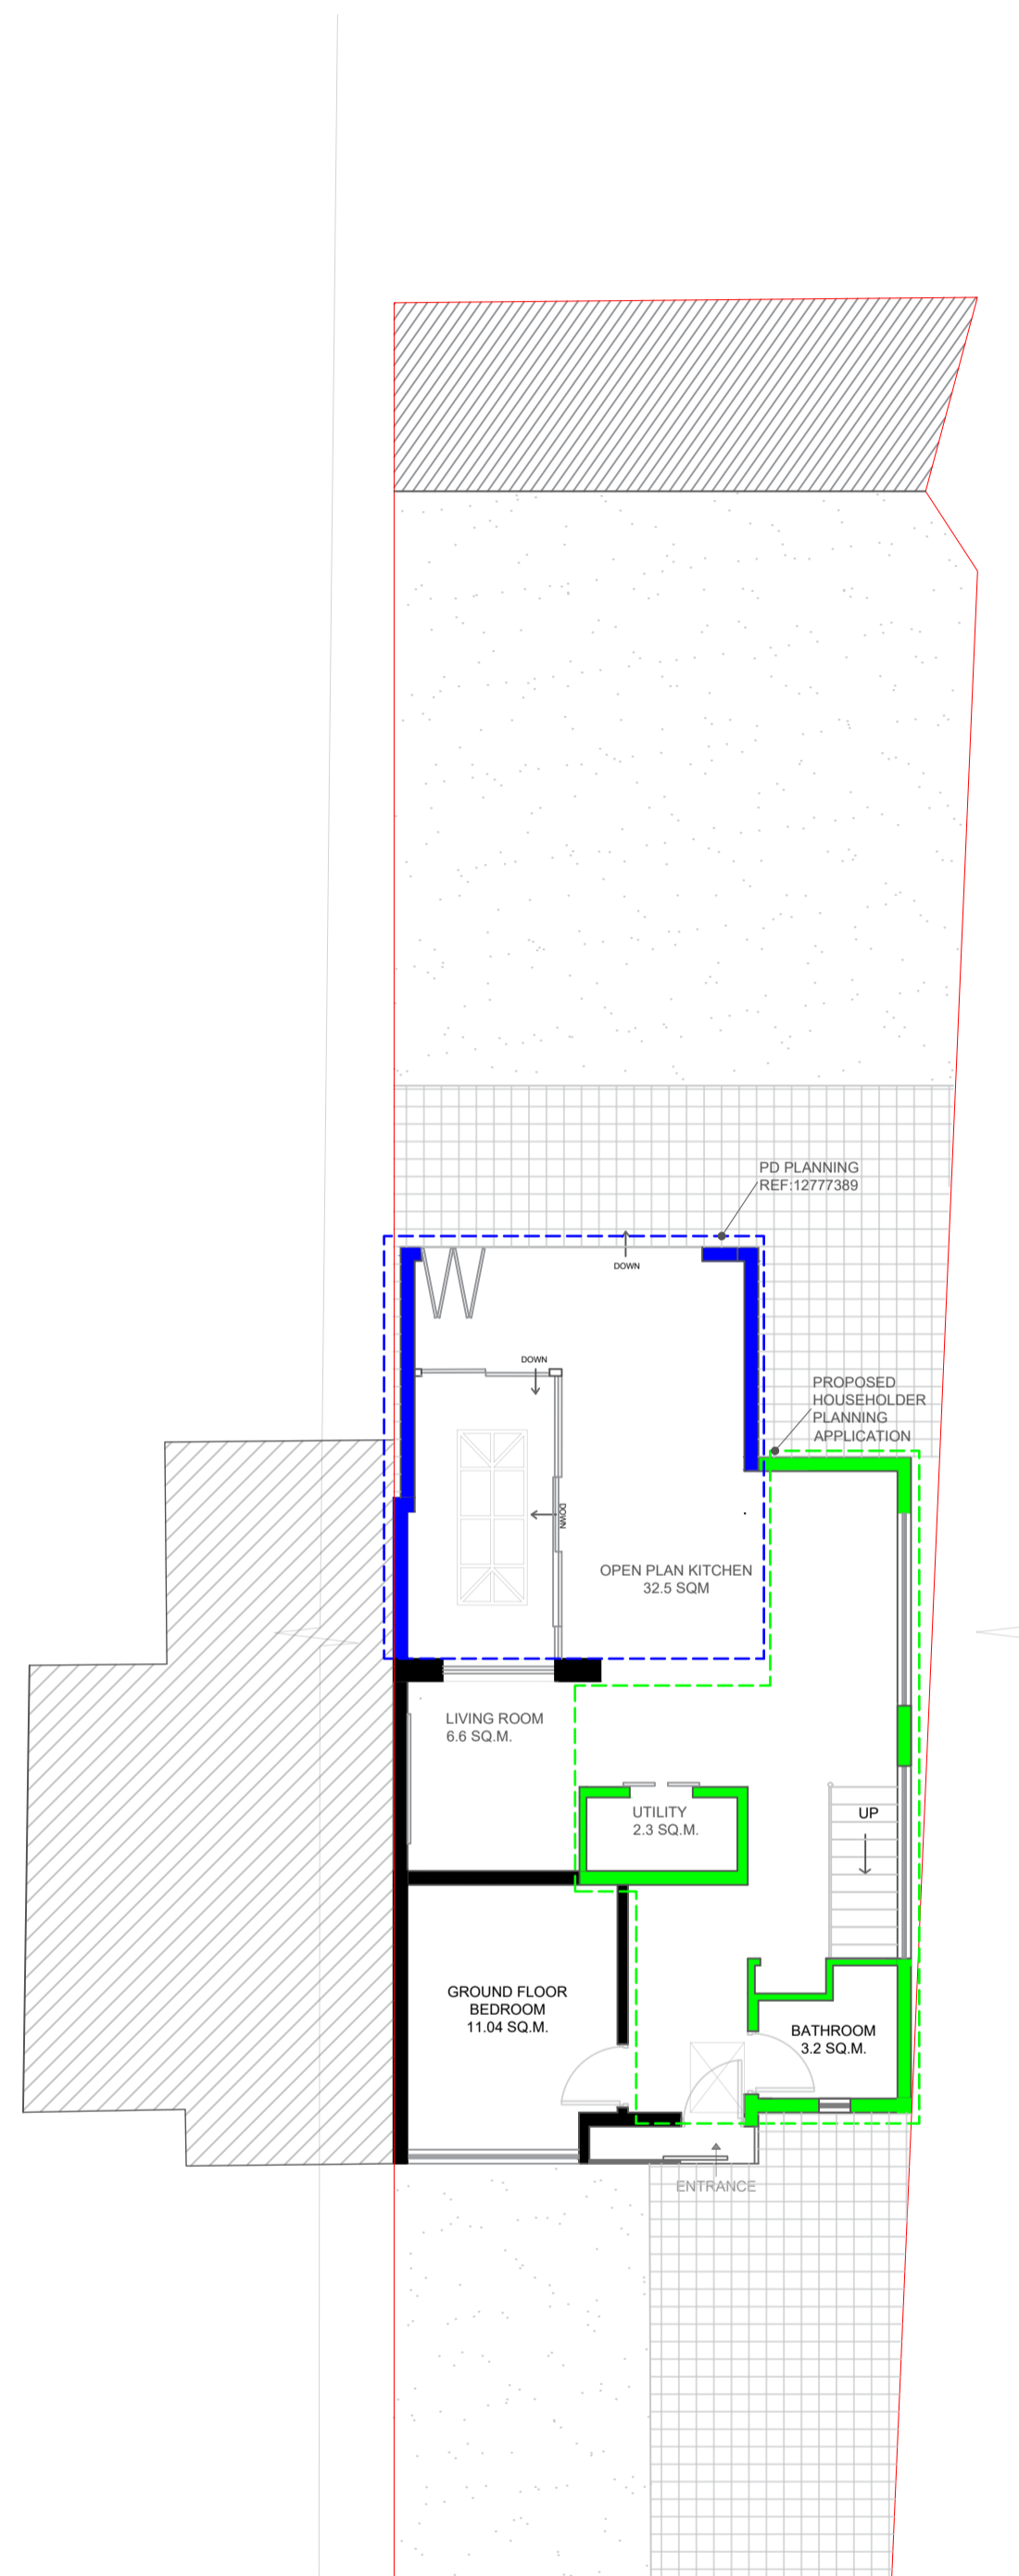 PD PLANNING
REF:12777389
DOWN
DOWN
PROPOSED
HOUSEHOLDER
PLANNING
APPLICATION
DOWN
OPEN PLAN KITCHEN
32.5 SQM
LIVING ROOM
6.6 SQ.M.
UTILITY
2.3 SQ.M.
UP
GROUND FLOOR
BEDROOM
11.04 SQ.M.
BATHROOM
3.2 SQ.M.
ENTRANCE